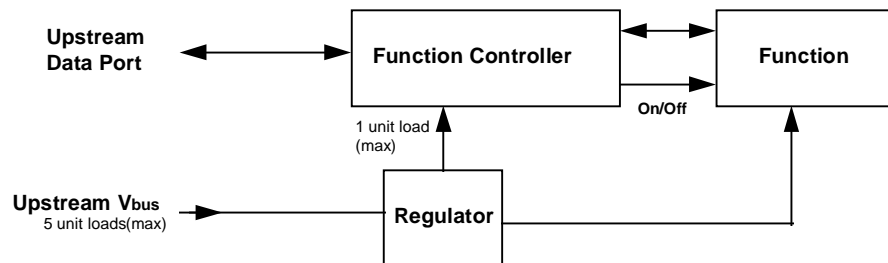 Upstream
Data Port
Function Controller
Function
On/Off
1 unit load
(max)
Upstream Vbus
5 unit loads(max)
Regulator